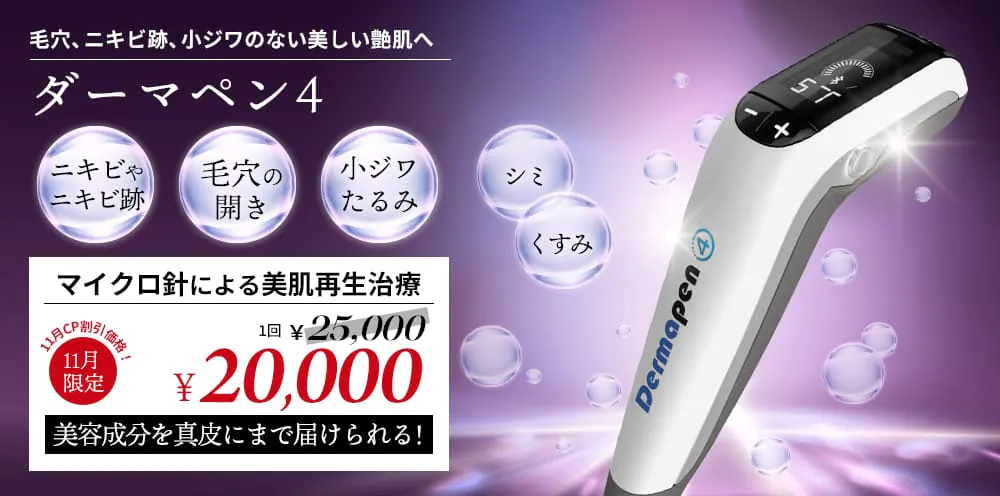 毛穴、ニキビ跡、小ジワのない美しい艶肌へ
ダーマペン4
ニキビや
ニキビ跡
毛穴の
開き
小ジワ
たるみ
シミ
くすみ
マイクロ針による美肌再生治療
11月CP割引価格！
11月
限定
1回 ¥25,000
¥20,000
美容成分を真皮にまで届けられる！
Dermapen 4
- +